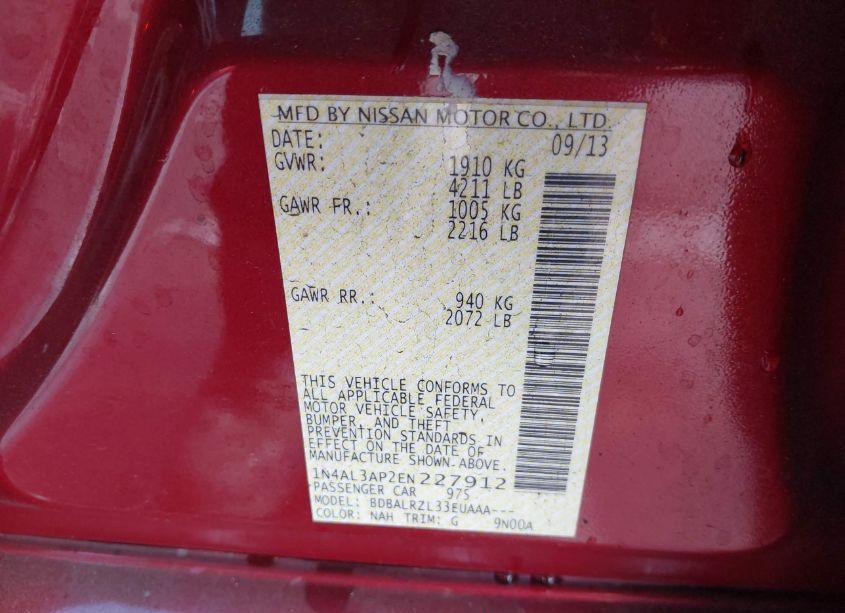 MFD BY NISSAN MOTOR CO., LTD.
DATE: 09/13
GVWR: 1910 KG
4211 LB
GAWR FR.: 1005 KG
2216 LB
GAWR RR.: 940 KG
2072 LB
THIS VEHICLE CONFORMS TO
ALL APPLICABLE FEDERAL
MOTOR VEHICLE SAFETY,
BUMPER, AND THEFT
PREVENTION STANDARDS IN
EFFECT ON THE DATE OF
MANUFACTURE SHOWN-ABOVE.
1N4AL3AP2EN227912
PASSENGER CAR 975
MODEL: BDBALRZL33EUAAA---
COLOR: NAH TRIM: G 9N00A